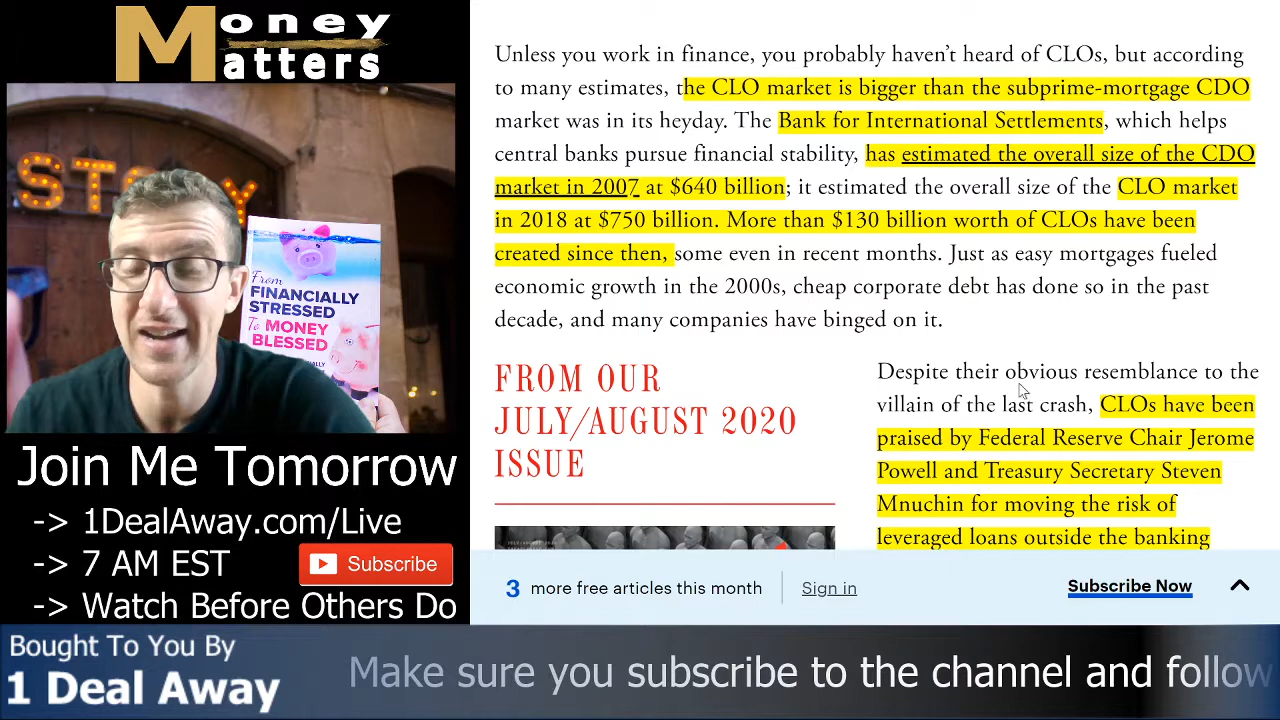 Money
Matters
STORY
From
FINANCIALLY
STRESSED
To MONEY
BLESSED
Join Me Tomorrow
-> 1DealAway.com/Live
-> 7 AM EST
Subscribe
-> Watch Before Others Do
Unless you work in finance, you probably haven’t heard of CLOs, but according
to many estimates, the CLO market is bigger than the subprime-mortgage CDO
market was in its heyday. The Bank for International Settlements, which helps
central banks pursue financial stability, has estimated the overall size of the CDO
market in 2007 at $640 billion; it estimated the overall size of the CLO market
in 2018 at $750 billion. More than $130 billion worth of CLOs have been
created since then, some even in recent months. Just as easy mortgages fueled
economic growth in the 2000s, cheap corporate debt has done so in the past
decade, and many companies have binged on it.
FROM OUR
JULY/AUGUST 2020
ISSUE
Despite their obvious resemblance to the
villain of the last crash, CLOs have been
praised by Federal Reserve Chair Jerome
Powell and Treasury Secretary Steven
Mnuchin for moving the risk of
leveraged loans outside the banking
3 more free articles this month
Sign in
Subscribe Now
Bought To You By
1 Deal Away
Make sure you subscribe to the channel and follow